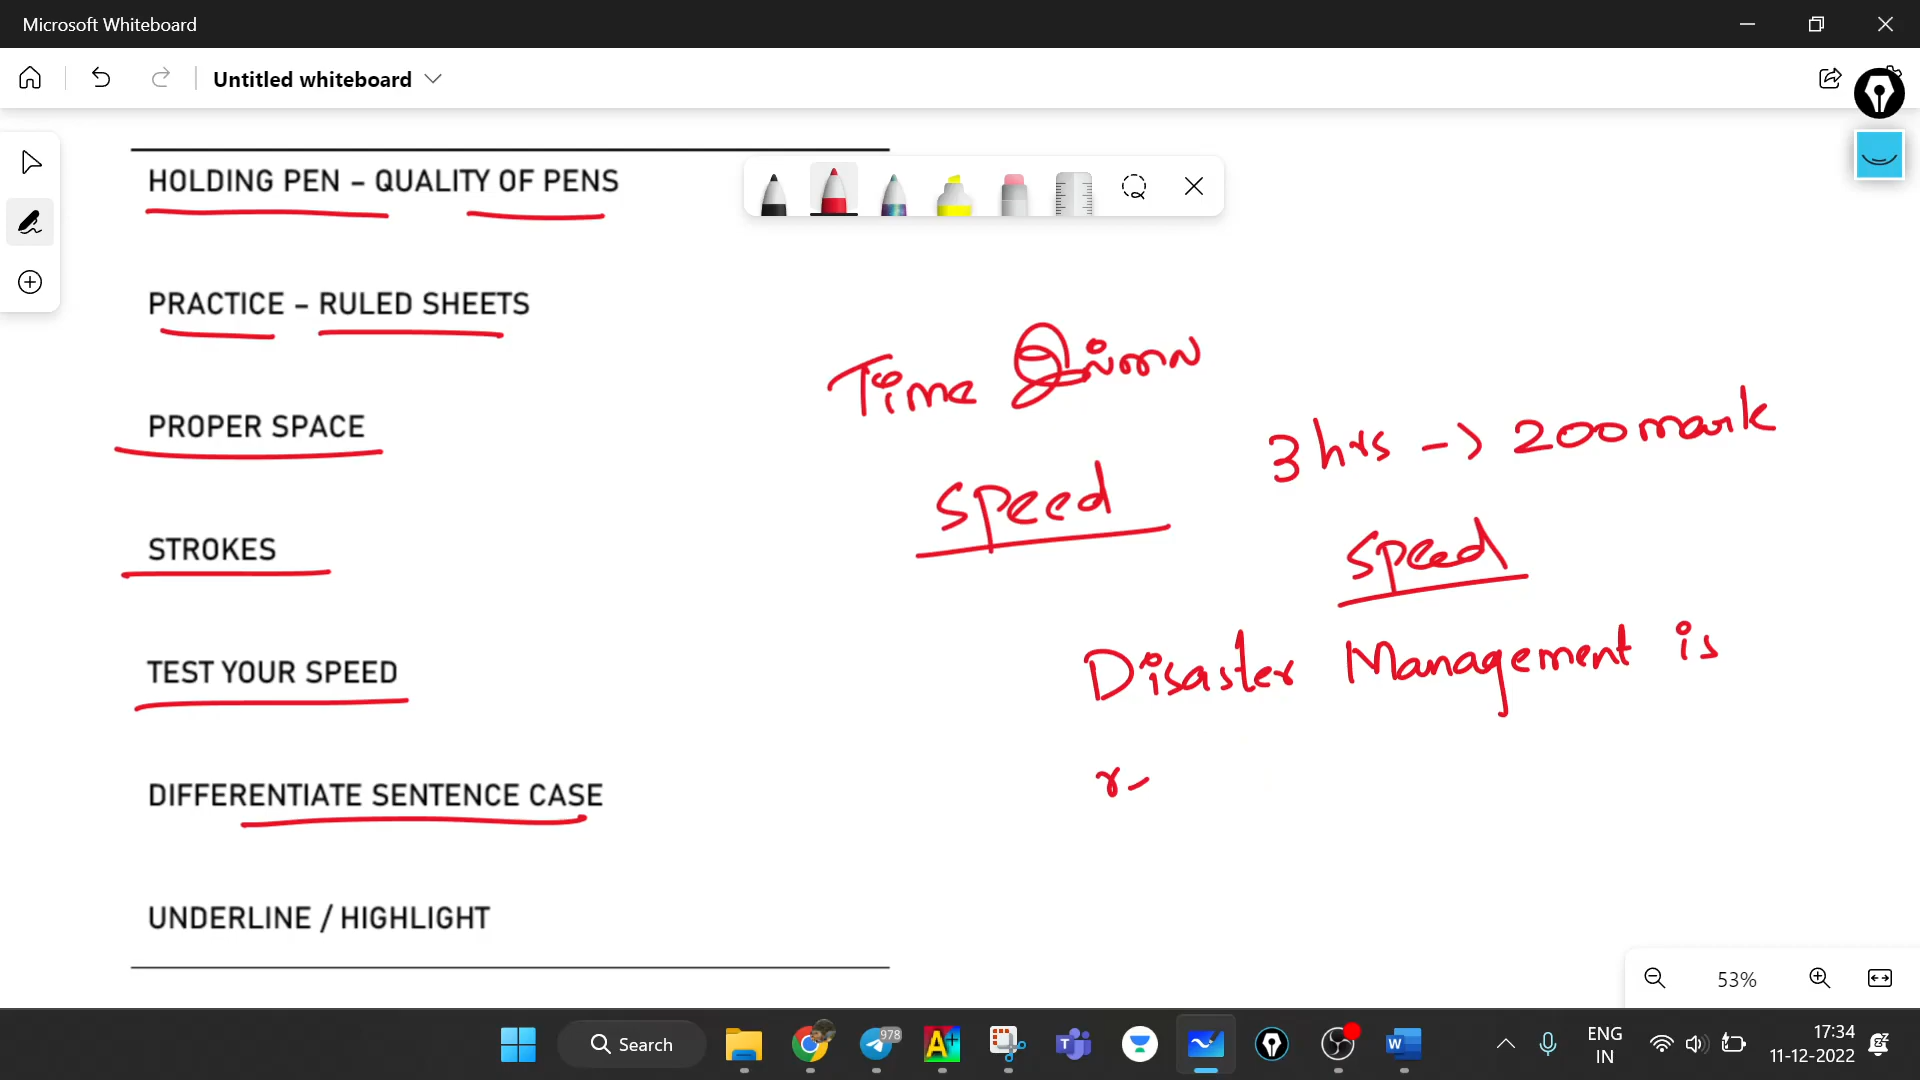 Microsoft Whiteboard
Untitled whiteboard
HOLDING PEN – QUALITY OF PENS
PRACTICE – RULED SHEETS
Time
PROPER SPACE
3 hrs -> 200 mark
speed
STROKES
speed
Disaster Management is
TEST YOUR SPEED
r-
DIFFERENTIATE SENTENCE CASE
UNDERLINE / HIGHLIGHT
53%
Search
978
ENG
IN
17:34
11-12-2022